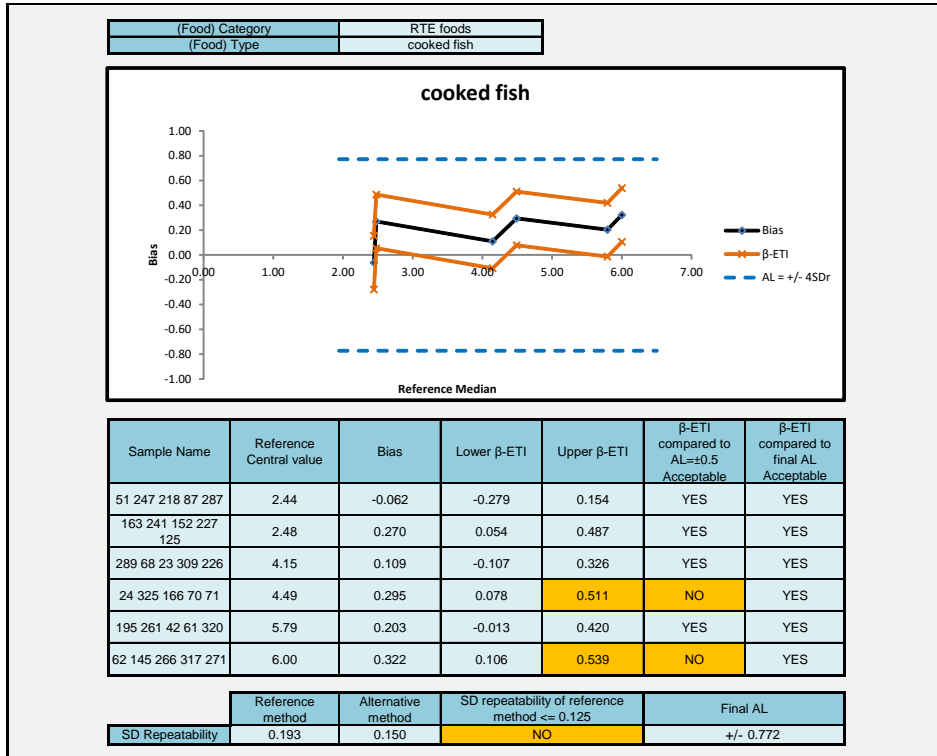 (Food) Category RTE foods
(Food) Type cooked fish
cooked fish
1.00
0.80
0.60
0.40
0.20
0.00
-0.20
-0.40
-0.60
-0.80
-1.00
0.00 1.00 2.00 3.00 4.00 5.00 6.00 7.00
Bias
Reference Median
Bias
β-ETI
AL = +/- 4SDr
Sample Name Reference Central value Bias Lower β-ETI Upper β-ETI β-ETI compared to AL=±0.5 Acceptable β-ETI compared to final AL Acceptable
51 247 218 87 287 2.44 -0.062 -0.279 0.154 YES YES
163 241 152 227 125 2.48 0.270 0.054 0.487 YES YES
289 68 23 309 226 4.15 0.109 -0.107 0.326 YES YES
24 325 166 70 71 4.49 0.295 0.078 0.511 NO YES
195 261 42 61 320 5.79 0.203 -0.013 0.420 YES YES
62 145 266 317 271 6.00 0.322 0.106 0.539 NO YES
Reference method Alternative method SD repeatability of reference method <= 0.125 Final AL
SD Repeatability 0.193 0.150 NO +/- 0.772